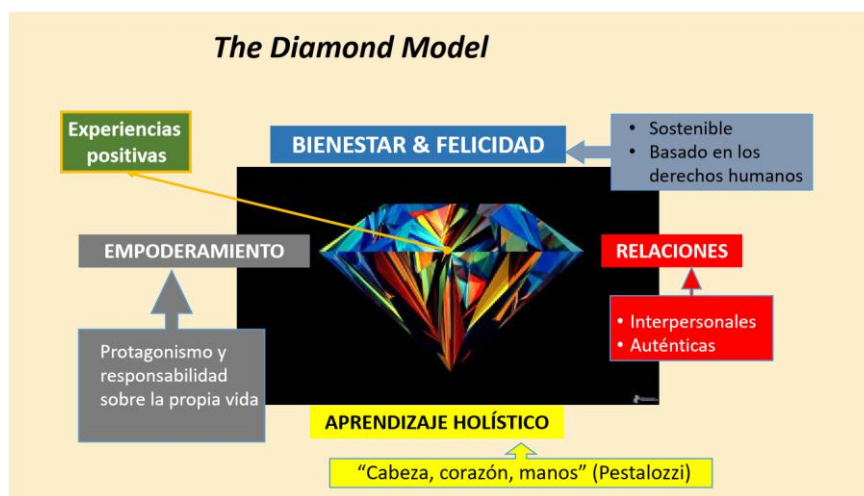 The Diamond Model
Experiencias
positivas
BIENESTAR & FELICIDAD
• Sostenible
• Basado en los
derechos humanos
EMPODERAMIENTO
RELACIONES
Protagonismo y
responsabilidad
sobre la propia vida
• Interpersonales
• Auténticas
APRENDIZAJE HOLÍSTICO
“Cabeza, corazón, manos” (Pestalozzi)